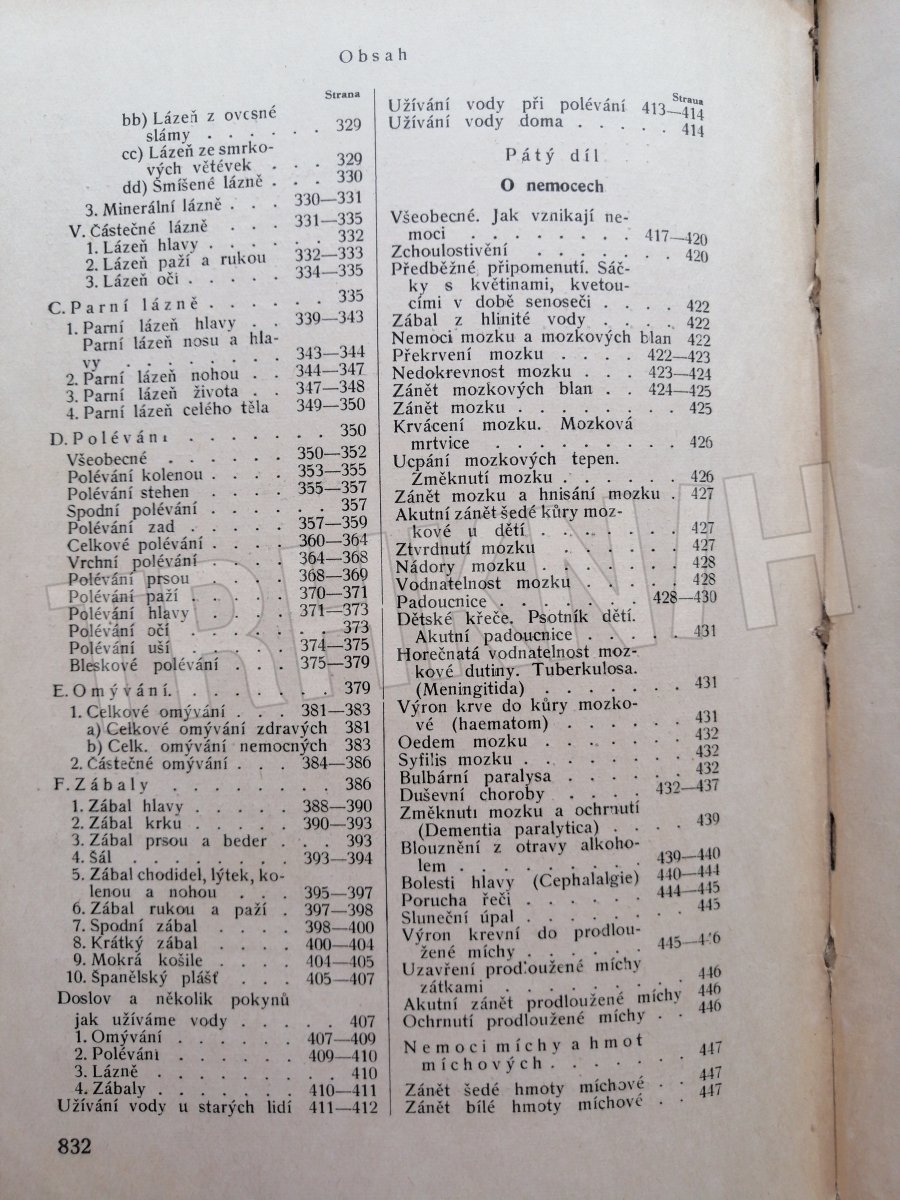 Obsah
Strana
bb) Lázeň z ovesné
slámy . . . . . . 329
cc) Lázeň ze smrko-
vých větévek . . . 329
dd) Smíšené lázně . . . 330
3. Minerální lázně . . . 330—331
V. Částečné lázně . . . 331—335
1. Lázeň hlavy . . . . . . 332
2. Lázeň paží a rukou 332—333
3. Lázeň očí . . . . . 334—335
C. Parní lázně . . . . . . 335
1. Parní lázeň hlavy . . 339—343
Parní lázeň nosu a hla-
vy . . . . . . . 343—344
2. Parní lázeň nohou . . 344—347
3. Parní lázeň života . . 347—348
4. Parní lázeň celého těla 349—350
D. Polévání . . . . . . . 350
Všeobecné . . . . . . 350—352
Polévání kolenou . . . . 353—355
Polévání stehen . . . . 355—357
Spodní polévání . . . . . . 357
Polévání zad . . . . . 357—359
Celkové polévání . . . . 360—364
Vrchní polévání . . . . 364—368
Polévání prsou . . . . 368—369
Polévání paží . . . . . 370—371
Polévání hlavy . . . . . 371—373
Polévání očí . . . . . . . 373
Polévání uší . . . . . 374—375
Bleskové polévání . . . 375—379
E. Omývání. . . . . . . . 379
1. Celkové omývání . . . 381—383
a) Celkové omývání zdravých 381
b) Celk. omývání nemocných 383
2. Částečné omývání . . . 384—386
F. Zábaly . . . . . . . . 386
1. Zábal hlavy . . . . . 388—390
2. Zábal krku . . . . . 390—393
3. Zábal prsou a beder . . . 393
4. Šál . . . . . . . . 393—394
5. Zábal chodidel, lýtek, ko-
lenou a nohou . . . 395—397
6. Zábal rukou a paží . 397—398
7. Spodní zábal . . . . 398—400
8. Krátký zábal . . . . 400—404
9. Mokrá košile . . . . 404—405
10. Španělský plášť . . . 405—407
Doslov a několik pokynů
jak užíváme vody . . . . . 407
1. Omývání . . . . . . 407—409
2. Polévání . . . . . . 409—410
3. Lázně . . . . . . . . 410
4. Zábaly . . . . . . . 410—411
Užívání vody u starých lidí 411—412
832
Strana
Užívání vody při polévání 413—414
Užívání vody doma . . . . . 414
Pátý díl
O nemocech
Všeobecné. Jak vznikají ne-
moci . . . . . . . . 417—420
Zchoulostivění . . . . . . . 420
Předběžné připomenutí. Sáč-
ky s květinami, kvetou-
cími v době senoseči . . . . 422
Zábal z hlinité vody . . . . 422
Nemoci mozku a mozkových blan 422
Překrvení mozku . . . . 422—423
Nedokrevnost mozku . . . 423—424
Zánět mozkových blan . . 424—425
Zánět mozku . . . . . . . . 425
Krvácení mozku. Mozková
mrtvice . . . . . . . . . 426
Ucpání mozkových tepen.
Změknutí mozku . . . . . . 426
Zánět mozku a hnisání mozku . 427
Akutní zánět šedé kůry moz-
kové u dětí . . . . . . . . 427
Ztvrdnutí mozku . . . . . . 427
Nádory mozku . . . . . . . 428
Vodnatelnost mozku . . . . . 428
Padoucnice . . . . . . . 428—430
Dětské křeče. Psotník dětí.
Akutní padoucnice . . . . . 431
Horečnatá vodnatelnost moz-
kové dutiny. Tuberkulosa.
(Meningitida) . . . . . . . 431
Výron krve do kůry mozko-
vé (haematom) . . . . . . 431
Oedem mozku . . . . . . . 432
Syfilis mozku . . . . . . . . 432
Bulbární paralysa . . . . . . 432
Duševní choroby . . . . 432—437
Změknutí mozku a ochrnutí
(Dementia paralytica) . . . . 439
Blouznění z otravy alkoho-
lem . . . . . . . . . 439—440
Bolesti hlavy (Cephalalgie) 440—444
Porucha řeči . . . . . 444—445
Sluneční úpal . . . . . . . . 445
Výron krevní do prodlou-
žené míchy . . . . . . 445—446
Uzavření prodloužené míchy
zátkami . . . . . . . . . 446
Akutní zánět prodloužené míchy 446
Ochrnutí prodloužené míchy . . 446
Nemoci míchy a hmot
míchových . . . . . . . 447
Zánět šedé hmoty míchové . . 447
Zánět bílé hmoty míchové . . 447